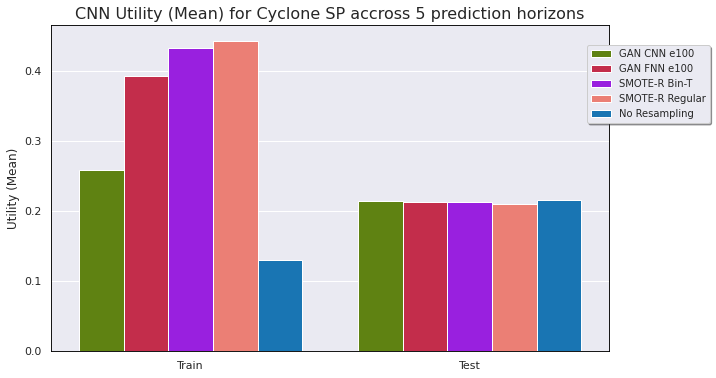 CNN Utility (Mean) for Cyclone SP accross 5 prediction horizons
GAN CNN e100
GAN FNN e100
SMOTE-R Bin-T
SMOTE-R Regular
No Resampling
Utility (Mean)
0.4
0.3
0.2
0.1
0.0
Train
Test